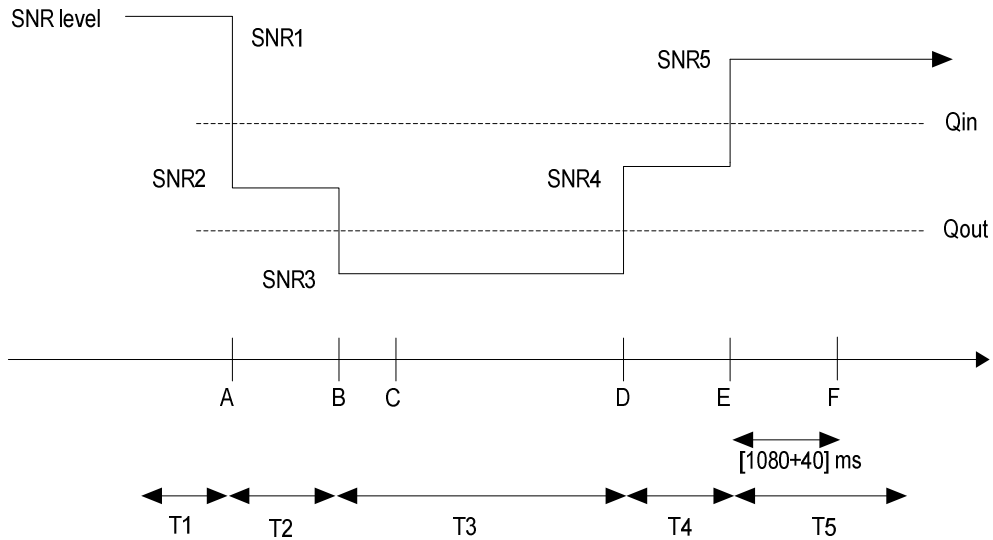 SNR level
SNR1
SNR5
Qin
SNR2
SNR4
Qout
SNR3
A
B
C
D
E
F
[1080+40] ms
T1
T2
T3
T4
T5